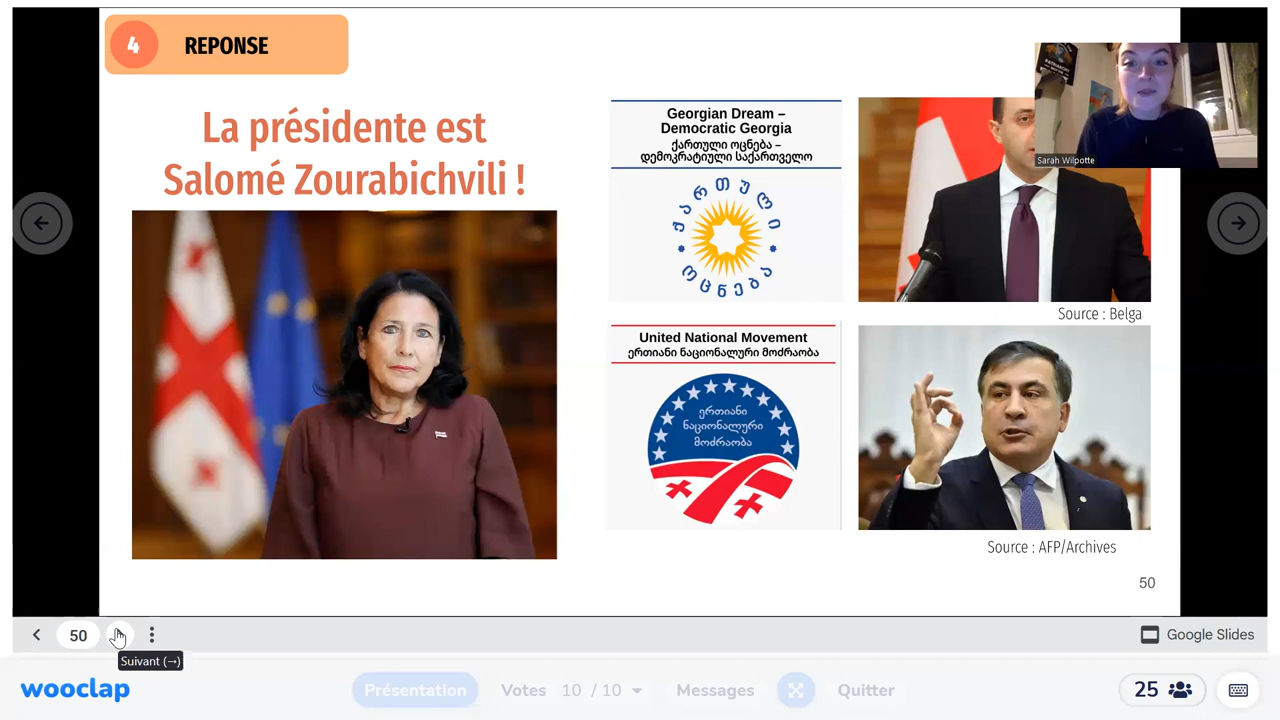 4 REPONSE
La présidente est
Salomé Zourabichvili !
Georgian Dream –
Democratic Georgia
ქართული ოცნება –
დემოკრატიული საქართველო
ქართული
ოცნება
Source : Belga
Sarah Wilpotte
United National Movement
ერთიანი ნაციონალური მოძრაობა
ერთიანი
ნაციონალური
მოძრაობა
Source : AFP/Archives
50
50
Google Slides
Suivant (→)
wooclap
Présentation
Votes 10 / 10
Messages
Quitter
25